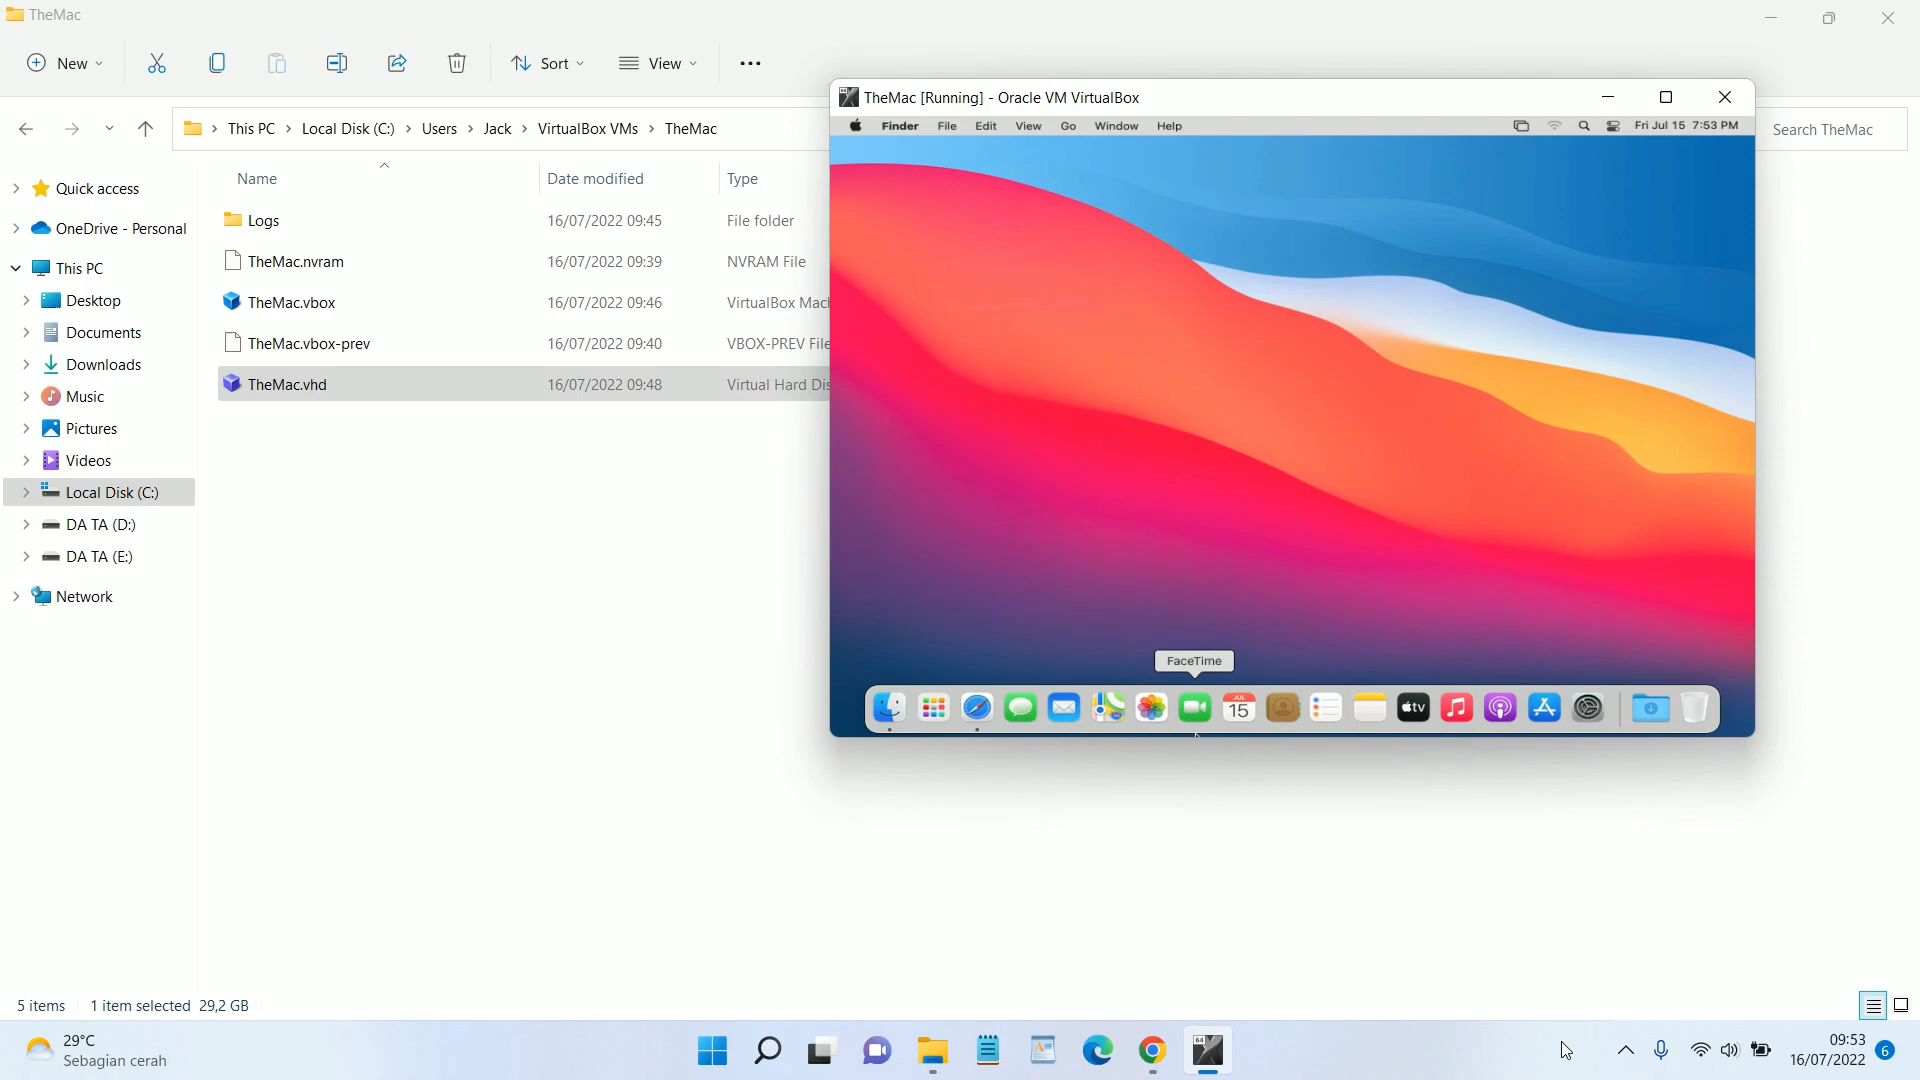 TheMac
New
Sort
View
This PC
Local Disk (C:)
Users
Jack
VirtualBox VMs
TheMac
Search TheMac
Quick access
OneDrive - Personal
This PC
Desktop
Documents
Downloads
Music
Pictures
Videos
Local Disk (C:)
DA TA (D:)
DA TA (E:)
Network
Name Date modified Type
Logs 16/07/2022 09:45 File folder
TheMac.nvram 16/07/2022 09:39 NVRAM File
TheMac.vbox 16/07/2022 09:46 VirtualBox Mach
TheMac.vbox-prev 16/07/2022 09:40 VBOX-PREV File
TheMac.vhd 16/07/2022 09:48 Virtual Hard Dis
64
TheMac [Running] - Oracle VM VirtualBox
Finder File Edit View Go Window Help Fri Jul 15 7:53 PM
FaceTime
JUL
15
tv
5 items 1 item selected 29,2 GB
29°C
Sebagian cerah
64
09:53
16/07/2022
6